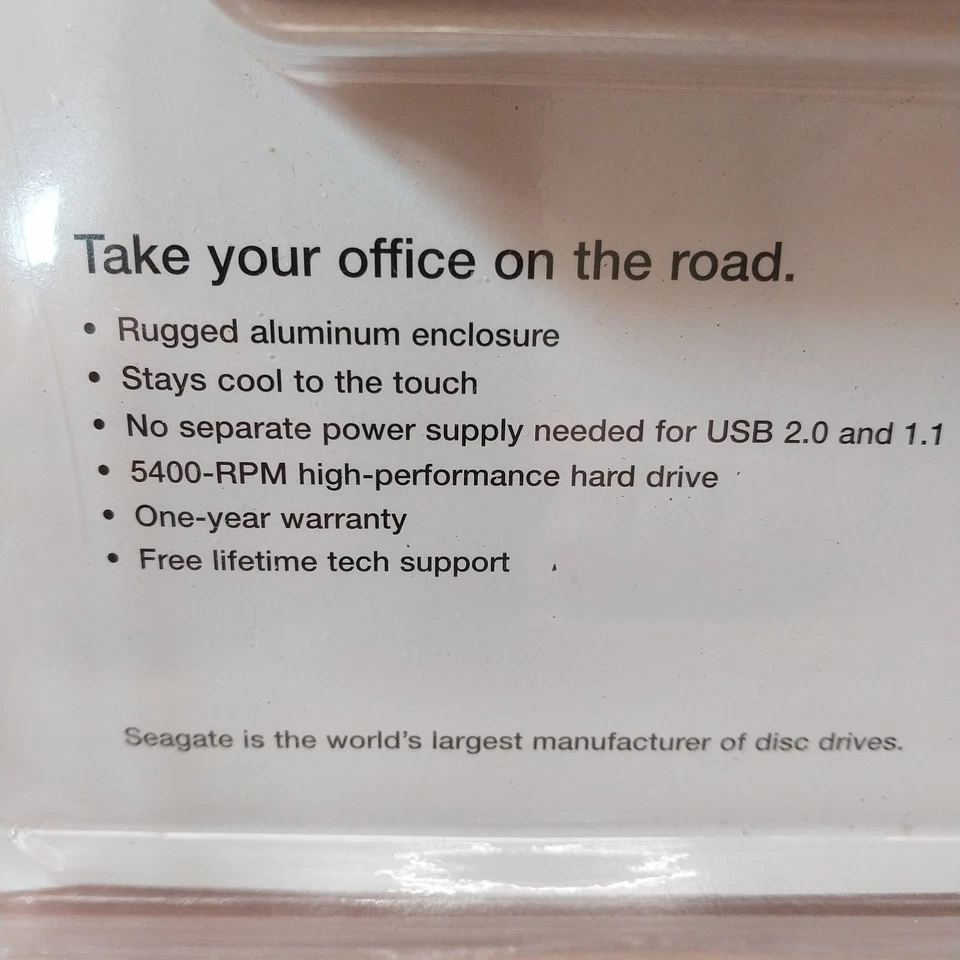 Take your office on the road.
• Rugged aluminum enclosure
• Stays cool to the touch
• No separate power supply needed for USB 2.0 and 1.1
• 5400-RPM high-performance hard drive
• One-year warranty
• Free lifetime tech support
Seagate is the world's largest manufacturer of disc drives.